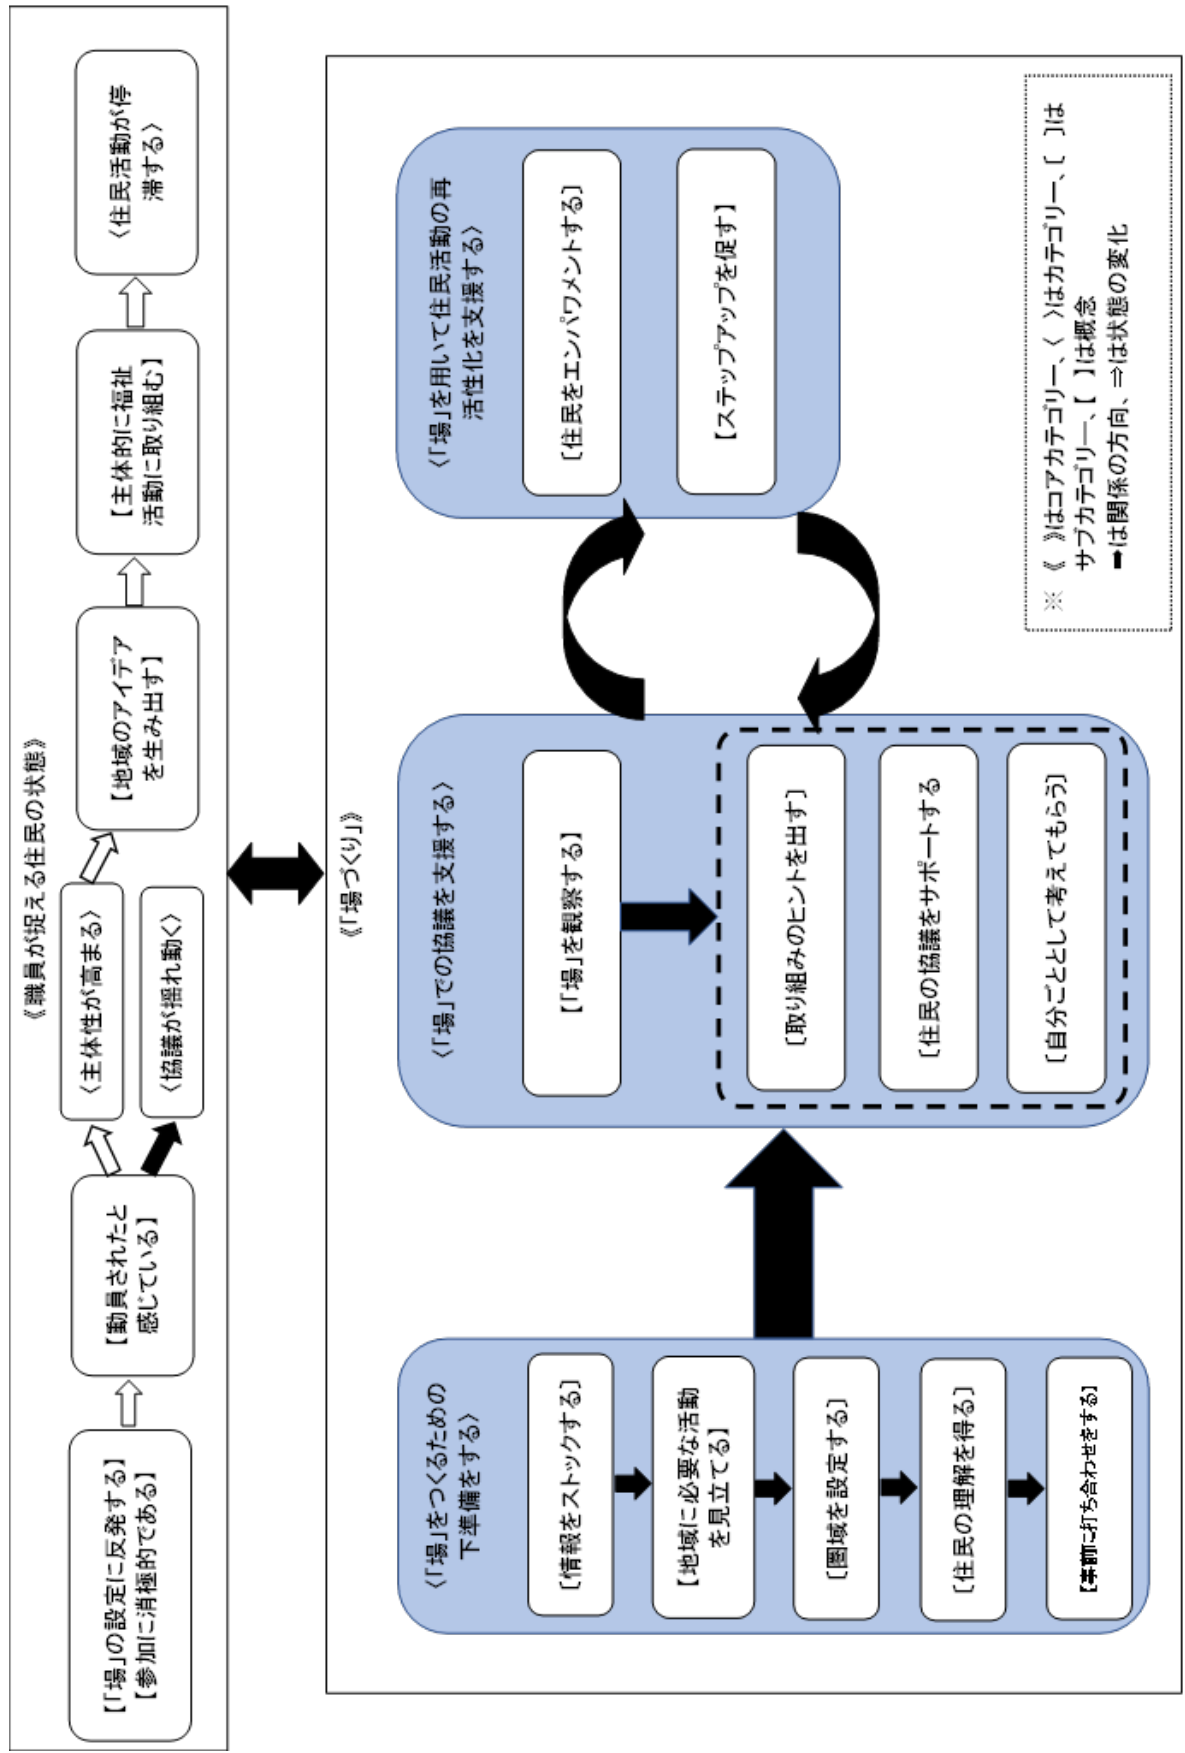 《職員が捉える住民の状態》
【「場」の設定に反発する】
【参加に消極的である】
【動員されたと
感じている】
〈主体性が高まる〉
〈協議が揺れ動く〉
【地域のアイデア
を生み出す】
【主体的に福祉
活動に取り組む】
〈住民活動が停
滞する〉
《「場づくり」》
〈「場」をつくるための
下準備をする〉
[情報をストックする]
【地域に必要な活動
を見立てる】
[圏域を設定する]
[住民の理解を得る]
【事前に打ち合わせをする】
〈「場」での協議を支援する〉
【「場」を観察する】
[取り組みのヒントを出す]
[住民の協議をサポートする
[自分ごととして考えてもらう]
〈「場」を用いて住民活動の再
活性化を支援する〉
[住民をエンパワメントする]
【ステップアップを促す】
※ 《 》はコアカテゴリー、〈 〉はカテゴリー、[ ]は
サブカテゴリー、【 】は概念
➡は関係の方向、⇒は状態の変化